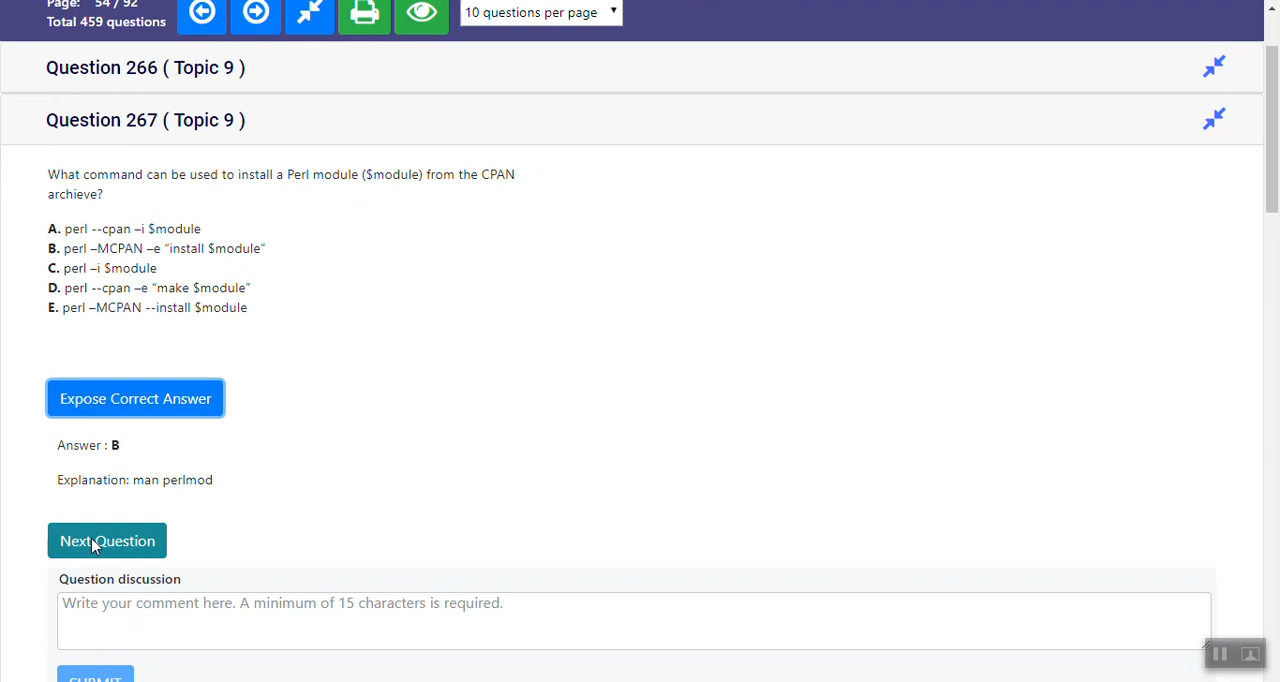 Page: 54 / 92
Total 459 questions
10 questions per page
Question 266 ( Topic 9 )
Question 267 ( Topic 9 )
What command can be used to install a Perl module ($module) from the CPAN
archieve?
A. perl --cpan –i $module
B. perl –MCPAN –e “install $module”
C. perl –i $module
D. perl --cpan –e “make $module”
E. perl –MCPAN --install $module
Expose Correct Answer
Answer : B
Explanation: man perlmod
Next Question
Question discussion
Write your comment here. A minimum of 15 characters is required.
SUBMIT